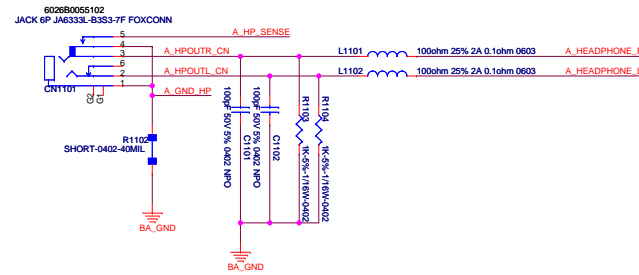 6026B0055102
JACK 6P JA6333L-B3S3-7F FOXCONN
A_HP_SENSE
5
4
A_HPOUTR_CN
L1101
100ohm 25% 2A 0.1ohm 0603
A_HEADPHONE_
3
6
A_HPOUTL_CN
L1102
100ohm 25% 2A 0.1ohm 0603
A_HEADPHONE_L
2
1
CN1101
G2
G1
A_GND_HP
100pF 50V 5% 0402 NPO
C1101
100pF 50V 5% 0402 NPO
C1102
R1103
1K-5%-1/16W-0402
R1104
1K-5%-1/16W-0402
R1102
SHORT-0402-40MIL
BA_GND
BA_GND